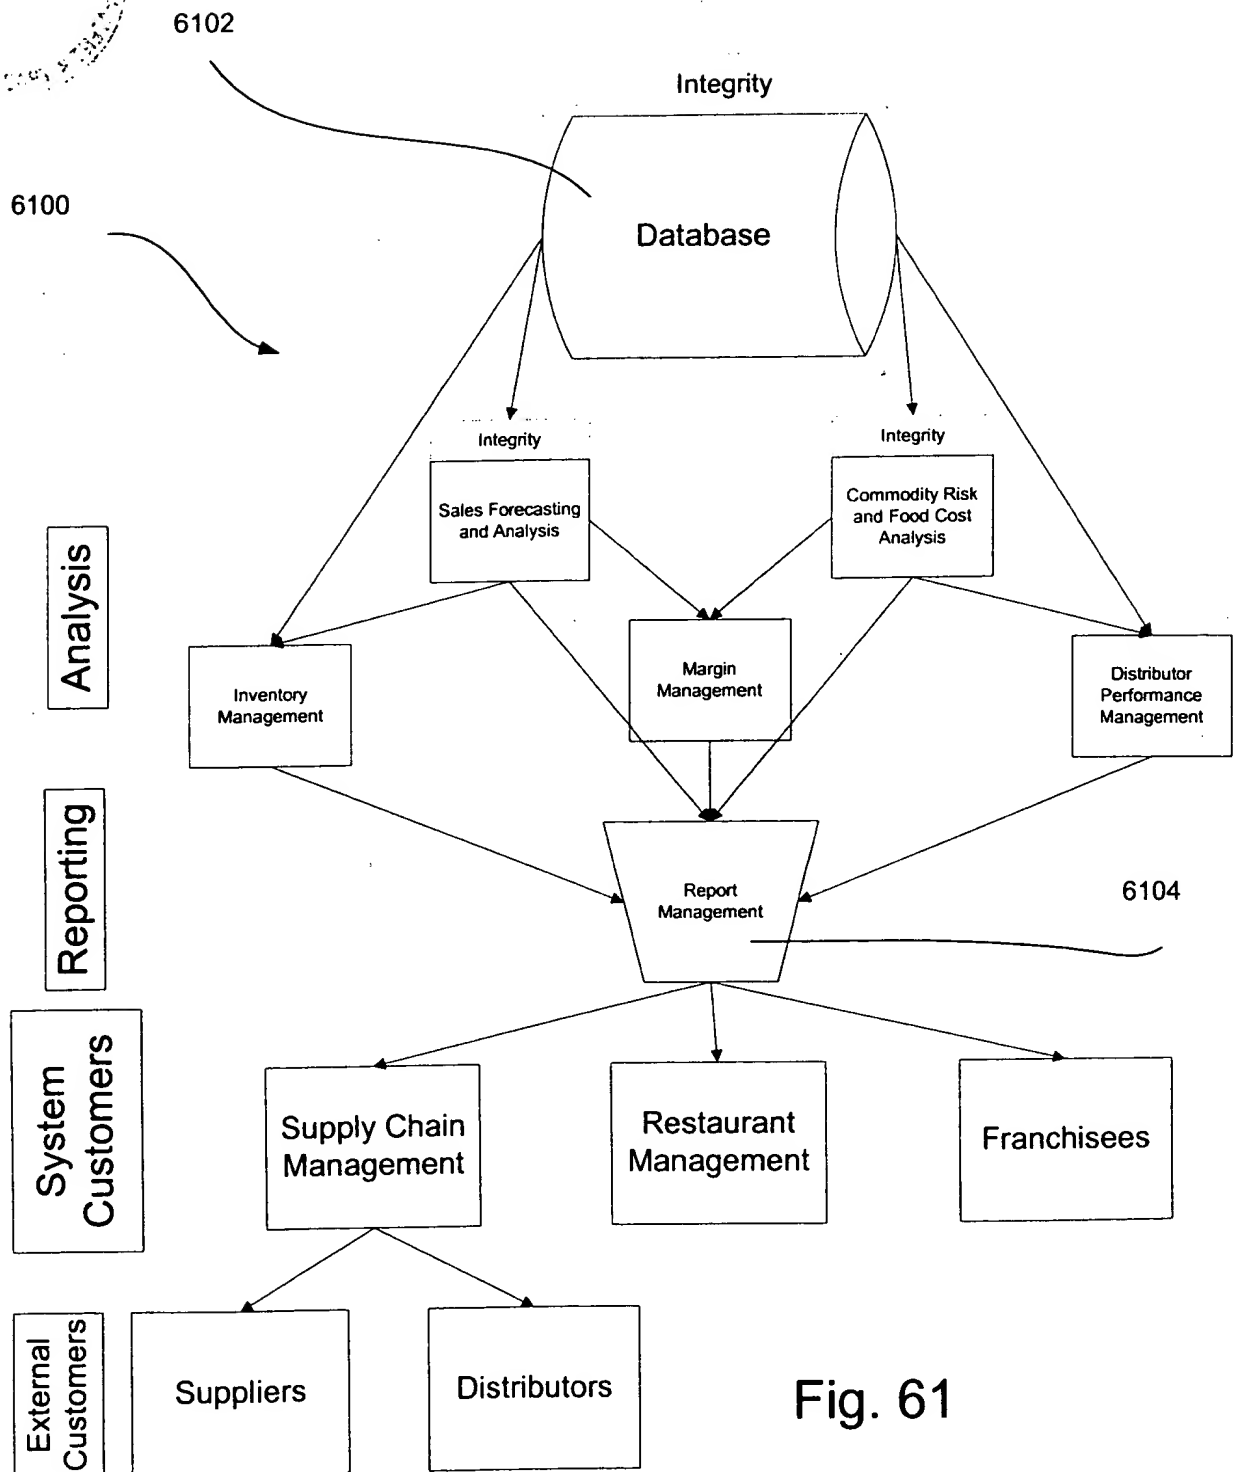 6102
Integrity
6100
Database
Integrity
Integrity
Sales Forecasting
and Analysis
Commodity Risk
and Food Cost
Analysis
Analysis
Inventory
Management
Margin
Management
Distributor
Performance
Management
Reporting
Report
Management
6104
System
Customers
Supply Chain
Management
Restaurant
Management
Franchisees
External
Customers
Suppliers
Distributors
Fig. 61